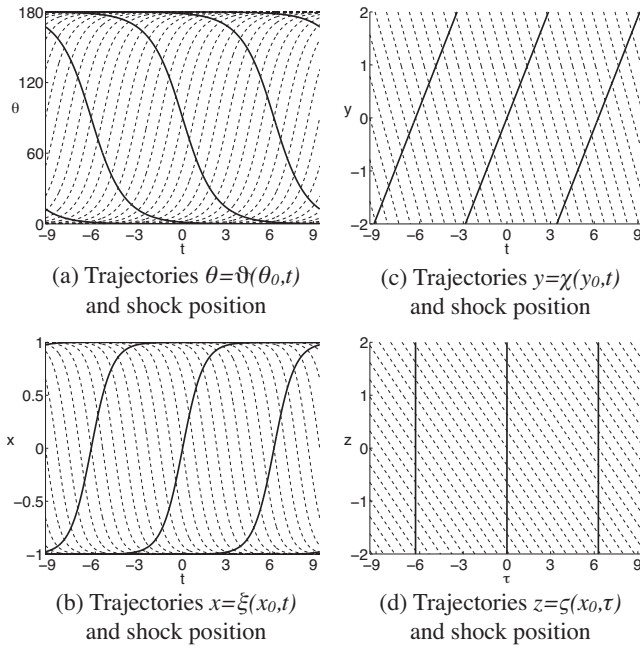 180
120
θ
60
0
−9 −6 −3 0 3 6 9
t
(a) Trajectories θ=ϑ(θ0,t)
and shock position
2
1
y 0
−1
−2
−9 −6 −3 0 3 6 9
t
(c) Trajectories y=χ(y0,t)
and shock position
1
0.5
x 0
−0.5
−1
−9 −6 −3 0 3 6 9
t
(b) Trajectories x=ξ(x0,t)
and shock position
2
1
z 0
−1
−2
−9 −6 −3 0 3 6 9
τ
(d) Trajectories z=ς(x0,τ)
and shock position